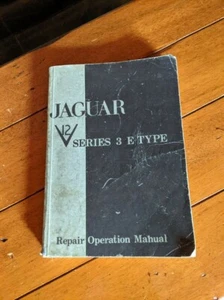 JAGUAR
V12 SERIES 3 E TYPE
Repair Operation Manual